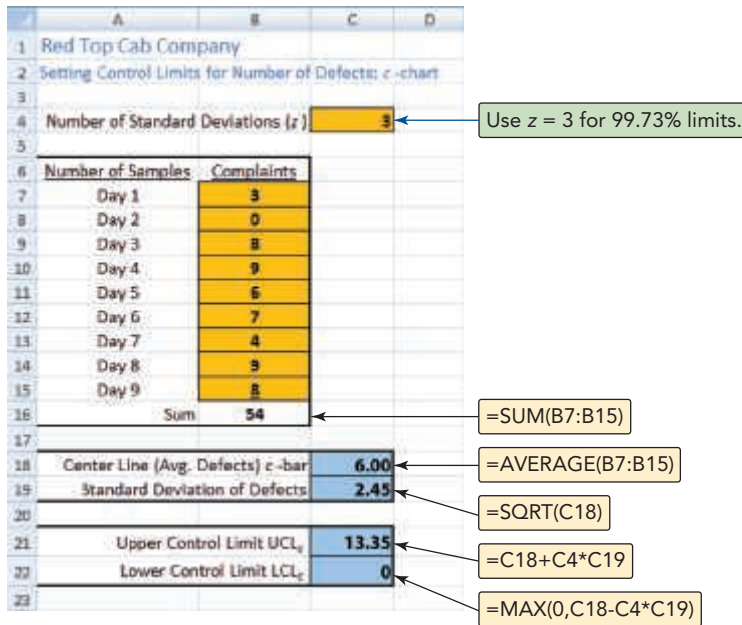 A B C D
1 Red Top Cab Company
2 Setting Control Limits for Number of Defects: c-chart
3
4 Number of Standard Deviations (z) 3 Use z = 3 for 99.73% limits.
5
6 Number of Samples Complaints
7 Day 1 3
8 Day 2 0
9 Day 3 8
10 Day 4 9
11 Day 5 6
12 Day 6 7
13 Day 7 4
14 Day 8 9
15 Day 9 8
16 Sum 54 =SUM(B7:B15)
17
18 Center Line (Avg. Defects) c-bar 6.00 =AVERAGE(B7:B15)
19 Standard Deviation of Defects 2.45 =SQRT(C18)
20
21 Upper Control Limit UCLc 13.35 =C18+C4*C19
22 Lower Control Limit LCLc 0 =MAX(0,C18-C4*C19)
23